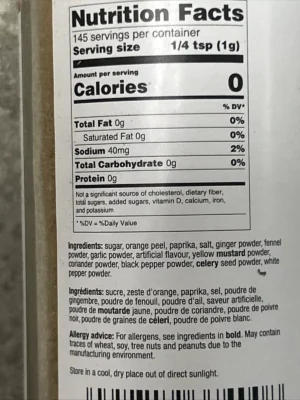 Nutrition Facts
145 servings per container
Serving size 1/4 tsp (1g)
Amount per serving
Calories 0
% DV*
Total Fat 0g 0%
Saturated Fat 0g 0%
Sodium 40mg 2%
Total Carbohydrate 0g 0%
Protein 0g
Not a significant source of cholesterol, dietary fiber,
total sugars, added sugars, vitamin D, calcium, iron,
and potassium
*%DV = %Daily Value
Ingredients: sugar, orange peel, paprika, salt, ginger powder, fennel
powder, garlic powder, artificial flavour, yellow mustard powder,
coriander powder, black pepper powder, celery seed powder, white
pepper powder.
Ingrédients: sucre, zeste d'orange, paprika, sel, poudre de
gingembre, poudre de fenouil, poudre d'ail, saveur artificielle,
poudre de moutarde jaune, poudre de coriandre, poudre de poivre
noir, poudre de graines de céleri, poudre de poivre blanc.
Allergy advice: For allergens, see ingredients in bold. May contain
traces of wheat, soy, tree nuts and peanuts due to the
manufacturing environment.
Store in a cool, dry place out of direct sunlight.